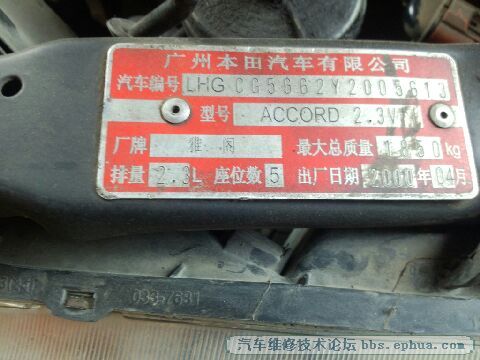 广州本田汽车有限公司
汽车编号 LHG CG5662Y2005613
型号 ACCORD 2.3VTi
厂牌 雅阁 最大总质量 1850kg
排量 2.3L 座位数 5 出厂日期 2000年04月
汽车维修技术论坛 bbs.ephua.com